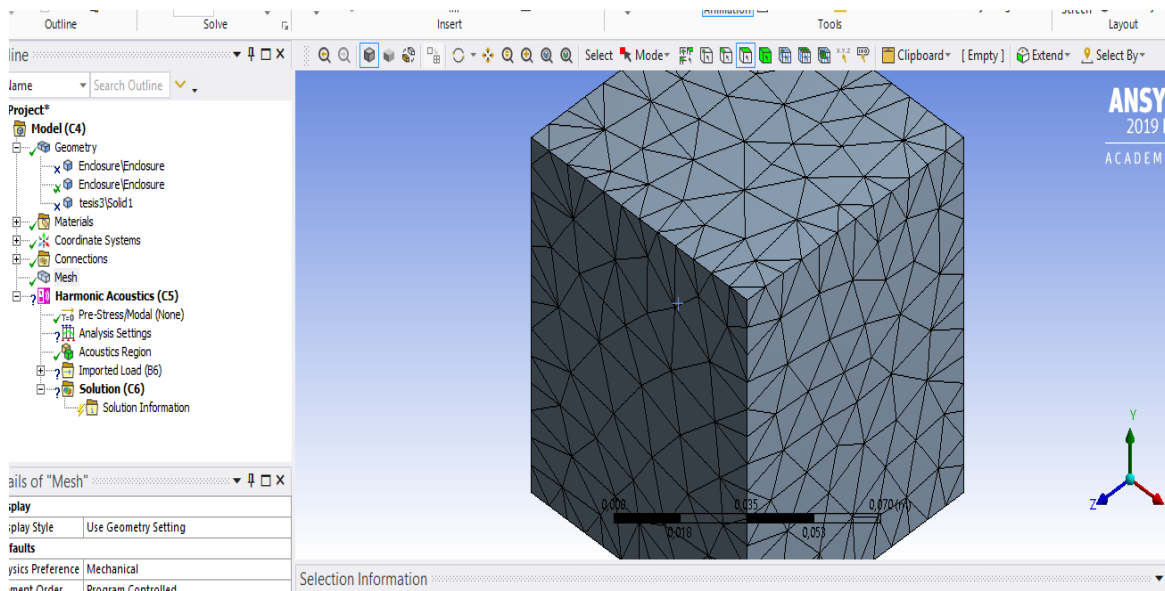 Outline Solve Insert Tools Layout
line
Select Mode Clipboard [ Empty ] Extend Select By
Name Search Outline
Project*
Model (C4)
Geometry
Enclosure\Enclosure
Enclosure\Enclosure
tesis3\Solid1
Materials
Coordinate Systems
Connections
Mesh
Harmonic Acoustics (C5)
Pre-Stress/Modal (None)
T=0
Analysis Settings
Acoustics Region
Imported Load (B6)
Solution (C6)
Solution Information
ANSY
2019
ACADEM
0,000 0,035 0,070 (m)
0,018 0,053
Y
Z
ails of "Mesh"
splay
splay Style Use Geometry Setting
faults
ysics Preference Mechanical
ement Order Program Controlled
Selection Information